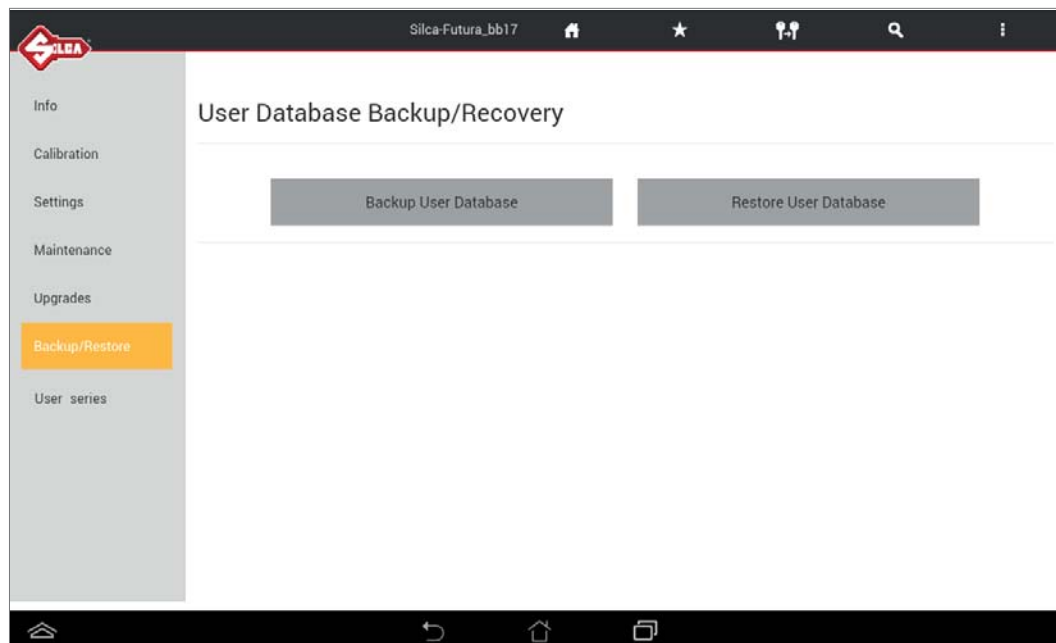 SILCA
Silca-Futura_bb17
Info
Calibration
Settings
Maintenance
Upgrades
Backup/Restore
User series
User Database Backup/Recovery
Backup User Database
Restore User Database